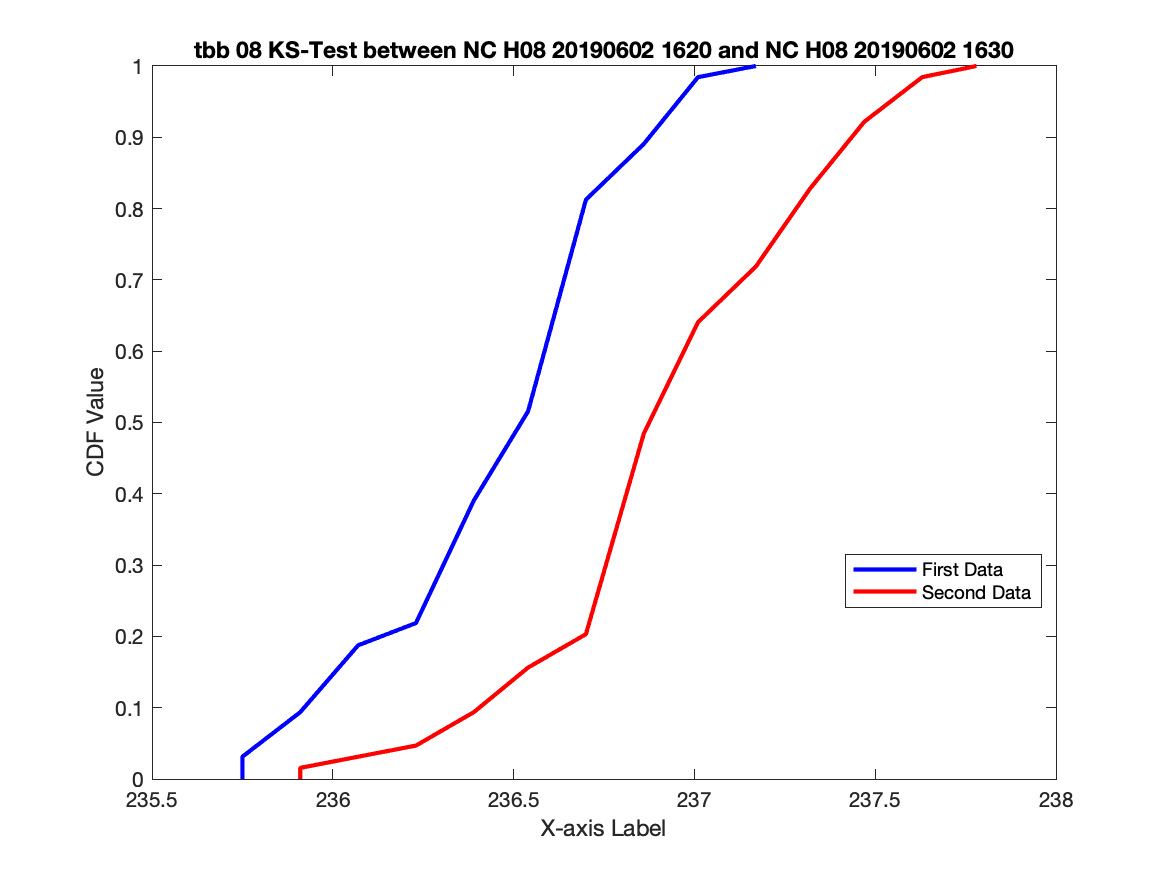 tbb 08 KS-Test between NC H08 20190602 1620 and NC H08 20190602 1630
1
0.9
0.8
0.7
0.6
0.5
0.4
0.3
0.2
0.1
0
CDF Value
First Data
Second Data
235.5 236 236.5 237 237.5 238
X-axis Label